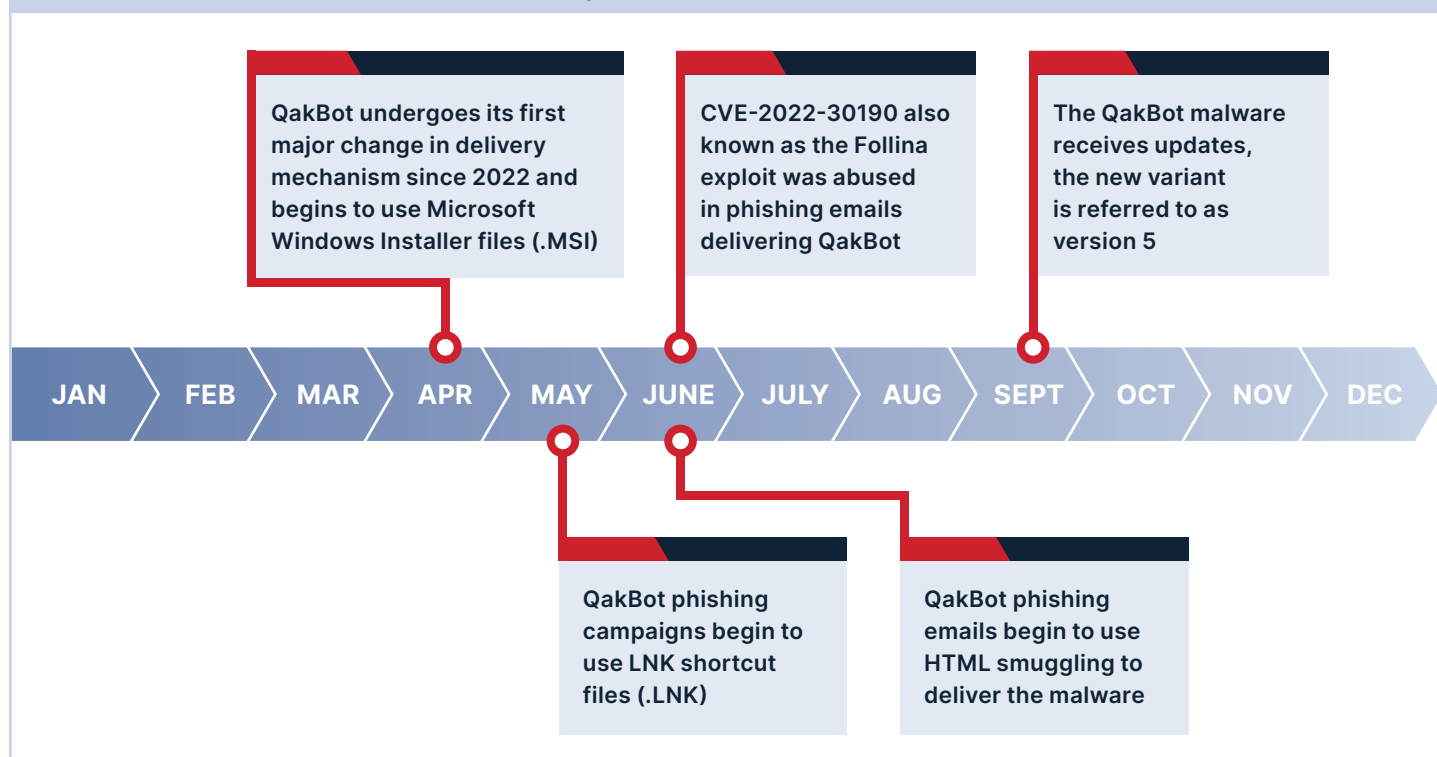 QakBot undergoes its first
major change in delivery
mechanism since 2022 and
begins to use Microsoft
Windows Installer files (.MSI)
CVE-2022-30190 also
known as the Follina
exploit was abused
in phishing emails
delivering QakBot
The QakBot malware
receives updates,
the new variant
is referred to as
version 5
JAN FEB MAR APR MAY JUNE JULY AUG SEPT OCT NOV DEC
QakBot phishing
campaigns begin to
use LNK shortcut
files (.LNK)
QakBot phishing
emails begin to use
HTML smuggling to
deliver the malware